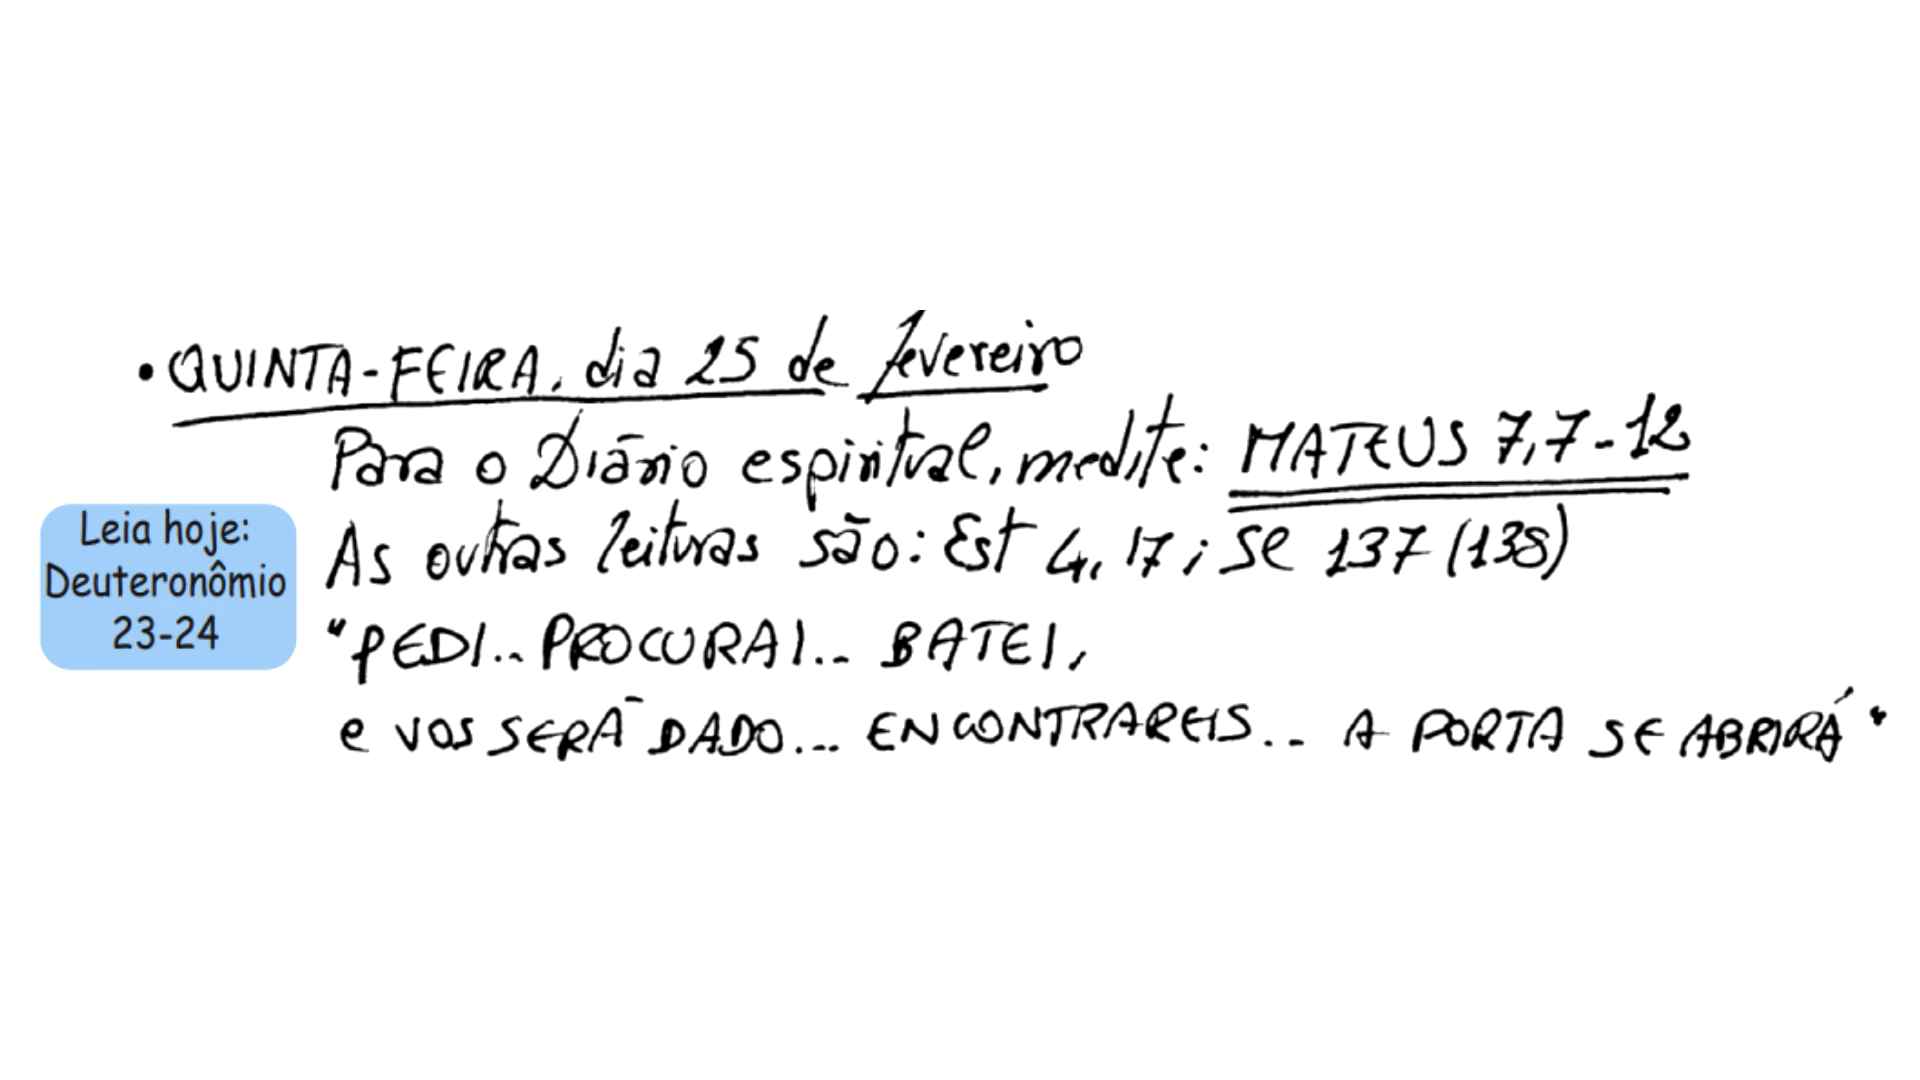 • QUINTA-FEIRA, dia 25 de fevereiro
Para o Diário espiritual, medite: MATEUS 7,7-12
Leia hoje:
Deuteronômio
23-24
As outras leituras são: Est 4, 17; Sl 137 (138)
"PEDI... PROCURAI... BATEI,
e VOS SERÁ DADO... ENCONTRAREIS... A PORTA SE ABRIRÁ"